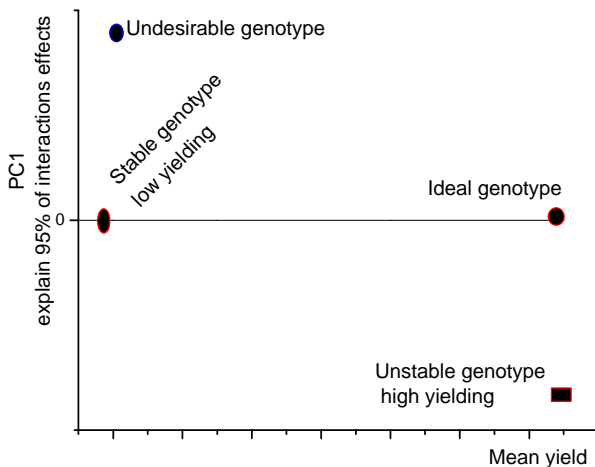 Undesirable genotype
Stable genotype
low yielding
Ideal genotype
PC1
explain 95% of interactions effects
0
Unstable genotype
high yielding
Mean yield